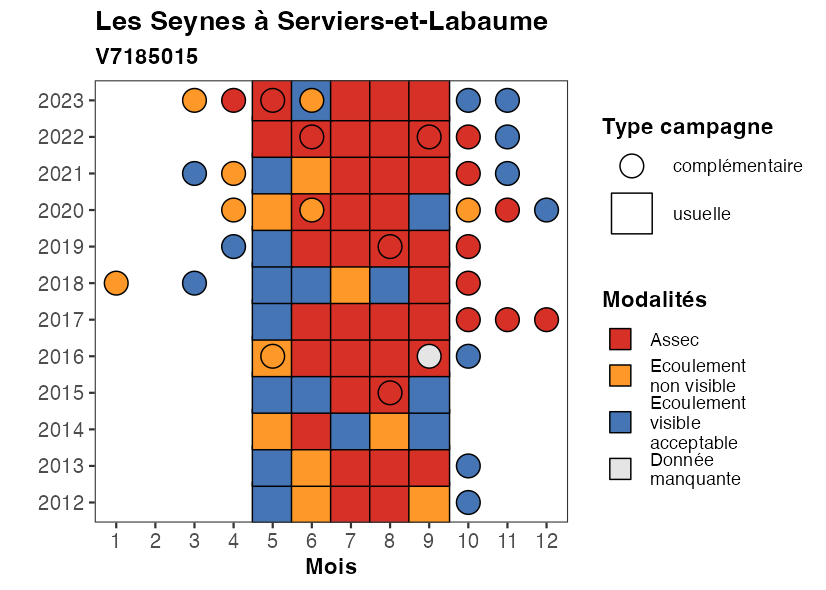 Les Seynes à Serviers-et-Labaume
V7185015
2023
2022
2021
2020
2019
2018
2017
2016
2015
2014
2013
2012
1 2 3 4 5 6 7 8 9 10 11 12
Mois
Type campagne
complémentaire
usuelle
Modalités
Assec
Ecoulement
non visible
Ecoulement
visible
acceptable
Donnée
manquante